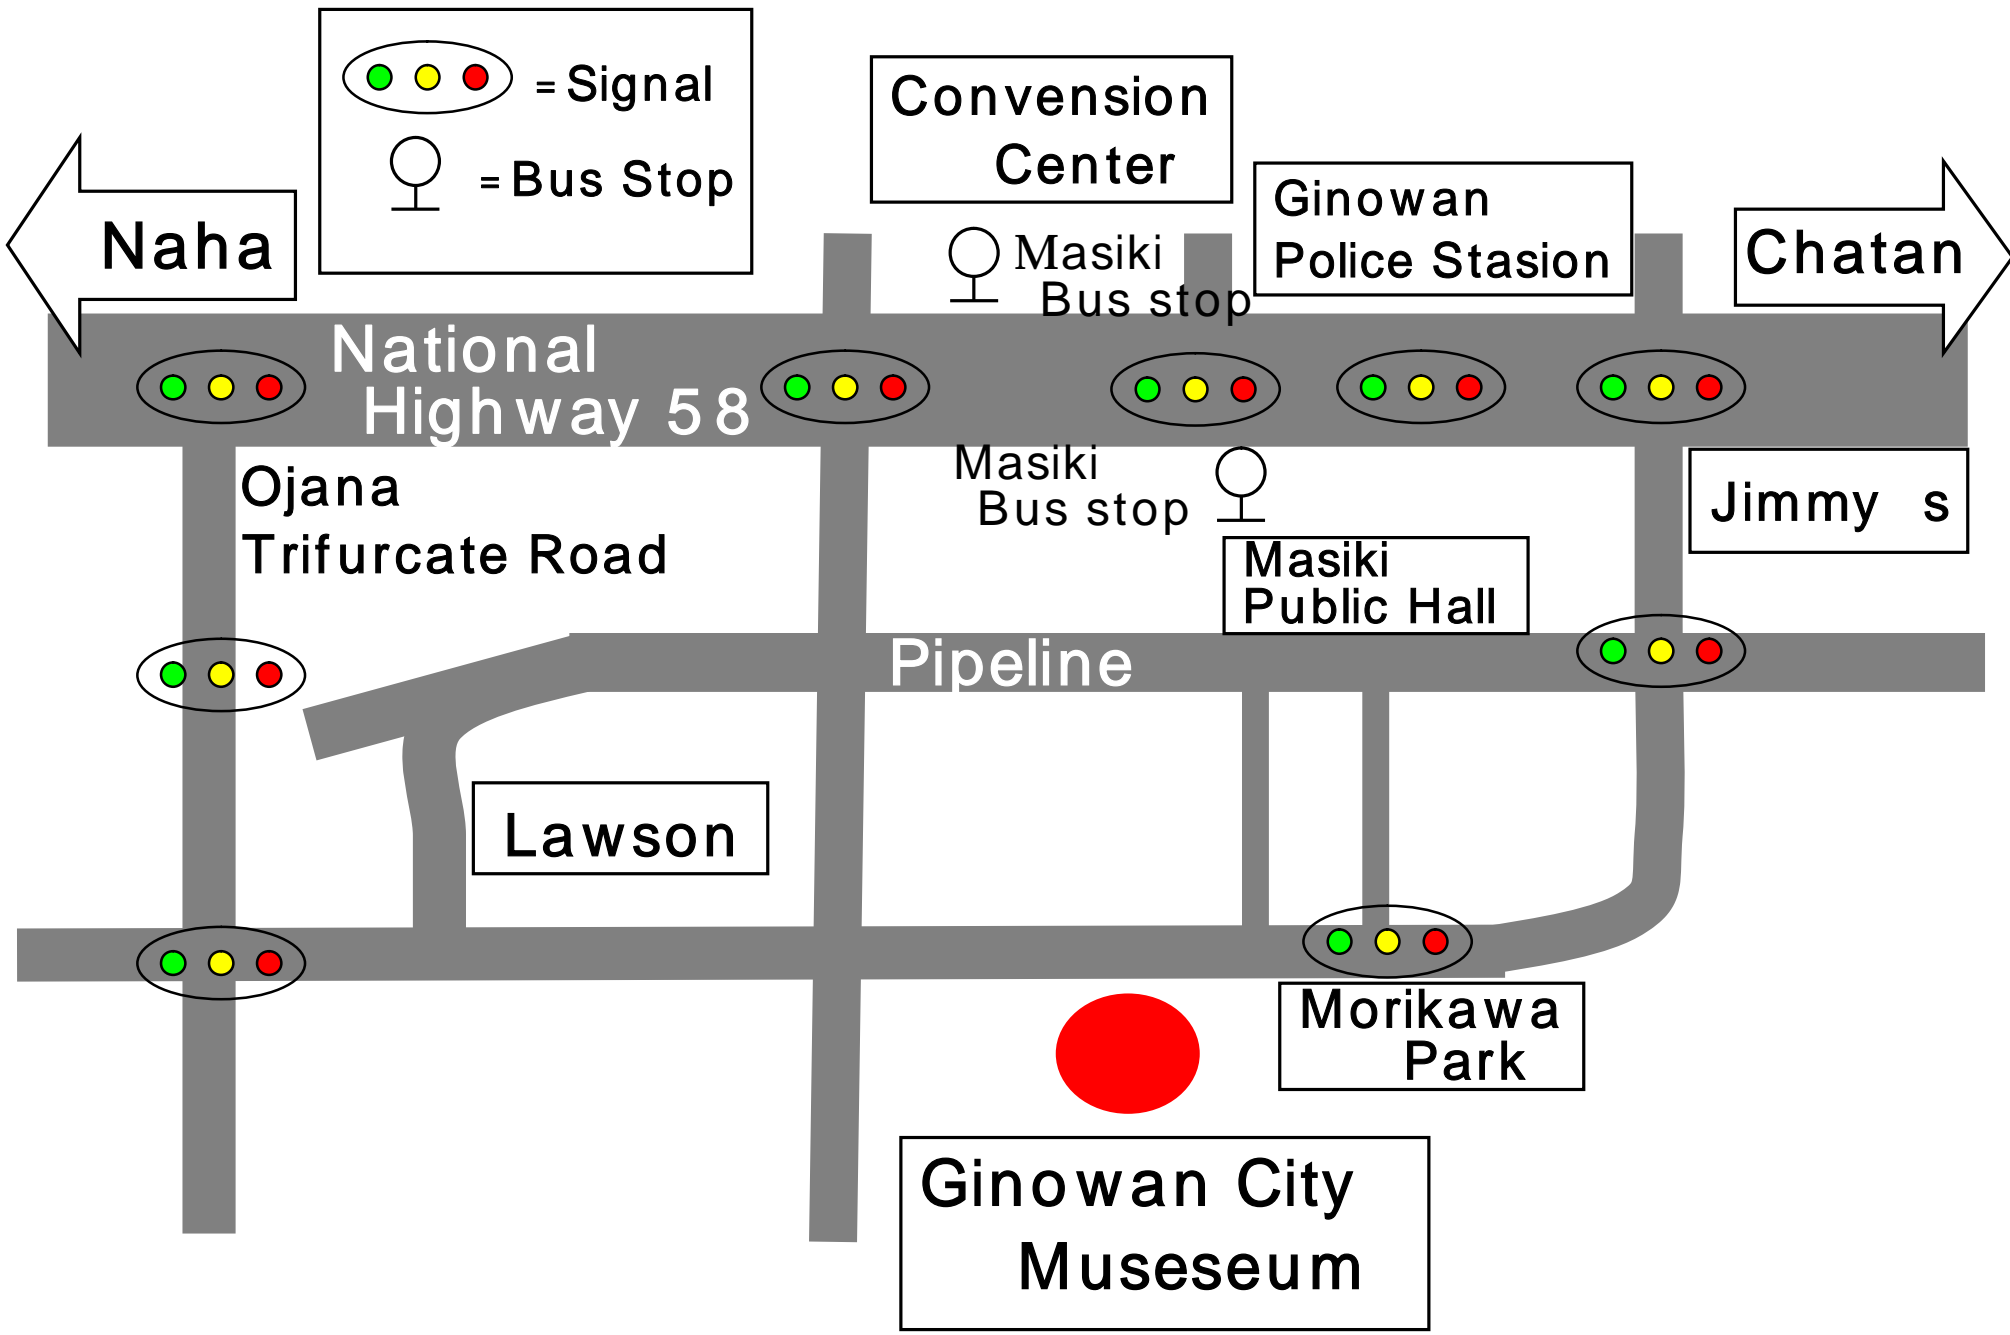 = Signal
= Bus Stop
Convension
Center
Naha
Ginowan
Police Stasion
Chatan
Masiki
Bus stop
National
Highway 58
Ojana
Trifurcate Road
Masiki
Bus stop
Jimmy s
Masiki
Public Hall
Pipeline
Lawson
Morikawa
Park
Ginowan City
Museseum